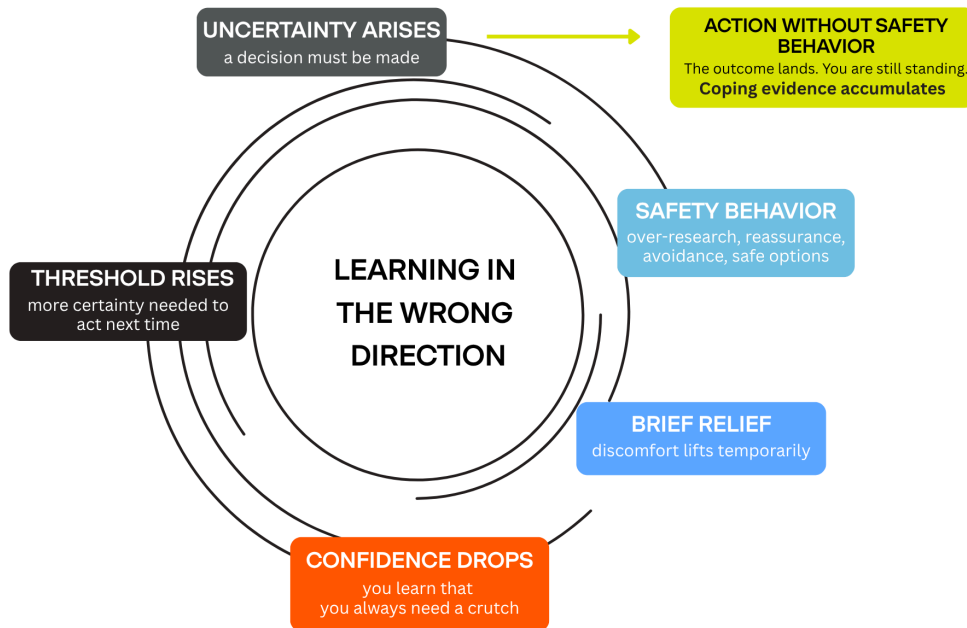 UNCERTAINTY ARISES
a decision must be made
ACTION WITHOUT SAFETY
BEHAVIOR
The outcome lands. You are still standing.
Coping evidence accumulates
SAFETY BEHAVIOR
over-research, reassurance,
avoidance, safe options
THRESHOLD RISES
more certainty needed to
act next time
LEARNING IN
THE WRONG
DIRECTION
BRIEF RELIEF
discomfort lifts temporarily
CONFIDENCE DROPS
you learn that
you always need a crutch